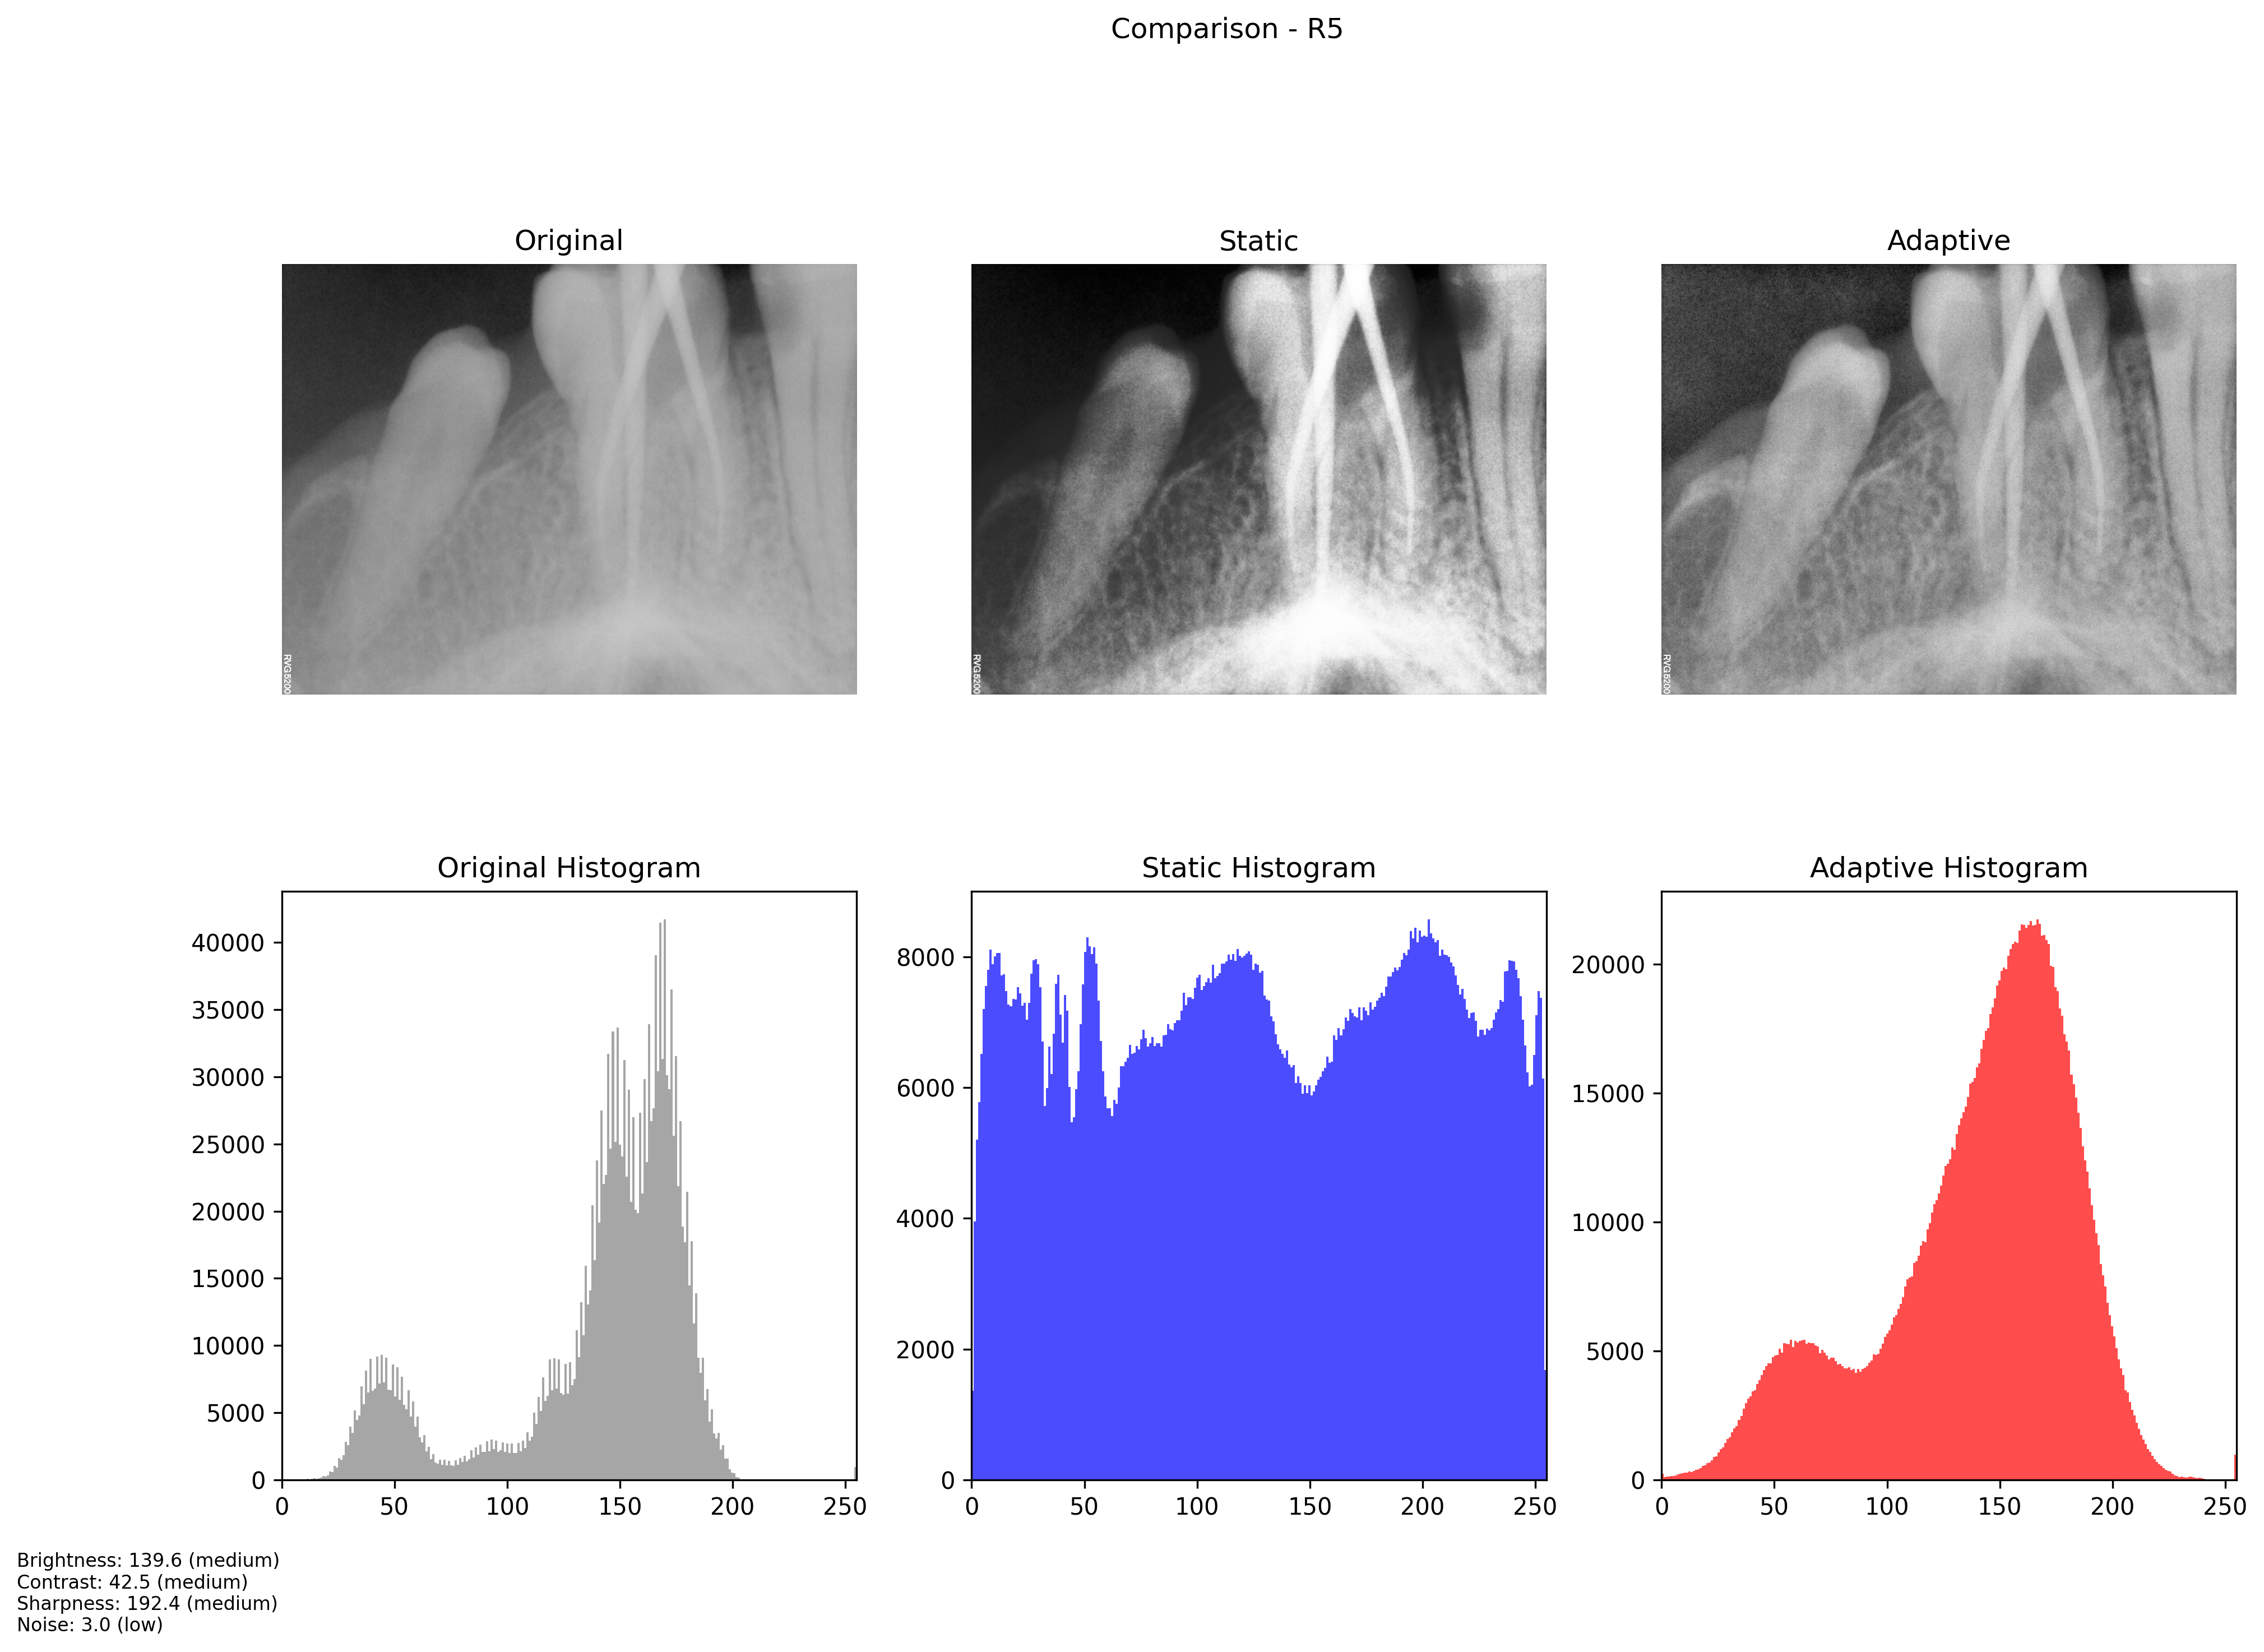 Comparison - R5
Original
Static
Adaptive
RVG5200
RVG5200
RVG5200
Original Histogram
Static Histogram
Adaptive Histogram
40000
35000
30000
25000
20000
15000
10000
5000
0
0 50 100 150 200 250
8000
6000
4000
2000
0
0 50 100 150 200 250
20000
15000
10000
5000
0
0 50 100 150 200 250
Brightness: 139.6 (medium)
Contrast: 42.5 (medium)
Sharpness: 192.4 (medium)
Noise: 3.0 (low)